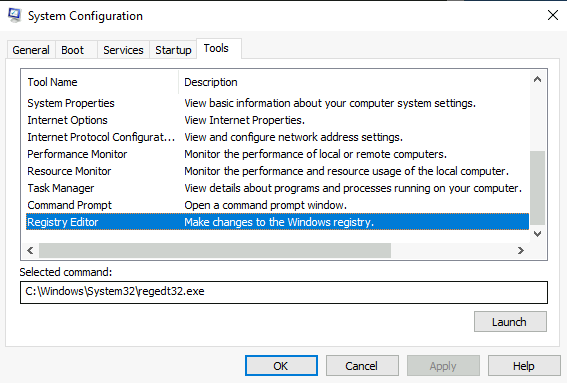 System Configuration
General Boot Services Startup Tools
Tool Name Description
System Properties View basic information about your computer system settings.
Internet Options View Internet Properties.
Internet Protocol Configurat... View and configure network address settings.
Performance Monitor Monitor the performance of local or remote computers.
Resource Monitor Monitor the performance and resource usage of the local computer.
Task Manager View details about programs and processes running on your computer.
Command Prompt Open a command prompt window.
Registry Editor Make changes to the Windows registry.
Selected command:
C:\Windows\System32\regedt32.exe
Launch
OK Cancel Apply Help